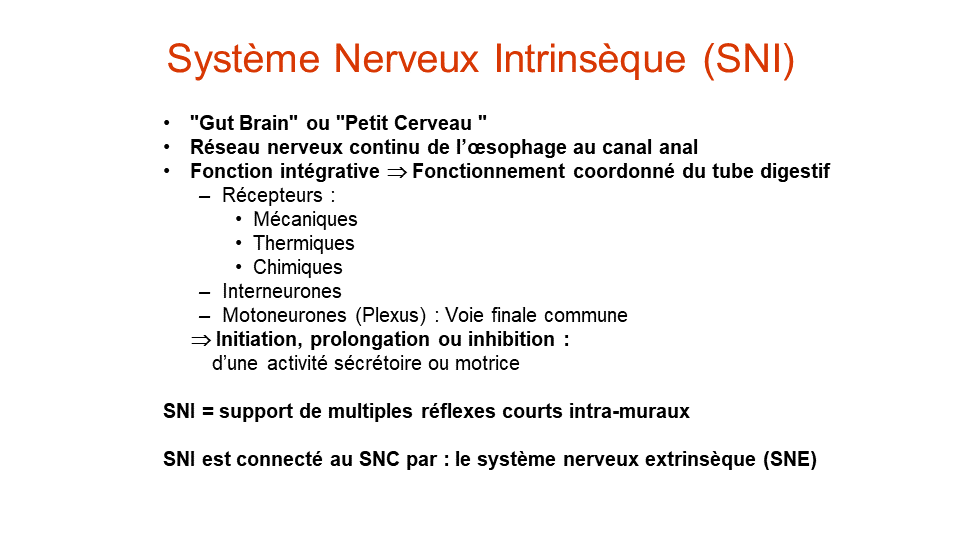 Système Nerveux Intrinsèque (SNI)
• "Gut Brain" ou "Petit Cerveau "
• Réseau nerveux continu de l’œsophage au canal anal
• Fonction intégrative ⇒ Fonctionnement coordonné du tube digestif
– Récepteurs :
• Mécaniques
• Thermiques
• Chimiques
– Interneurones
– Motoneurones (Plexus) : Voie finale commune
⇒ Initiation, prolongation ou inhibition :
d’une activité sécrétoire ou motrice
SNI = support de multiples réflexes courts intra-muraux
SNI est connecté au SNC par : le système nerveux extrinsèque (SNE)